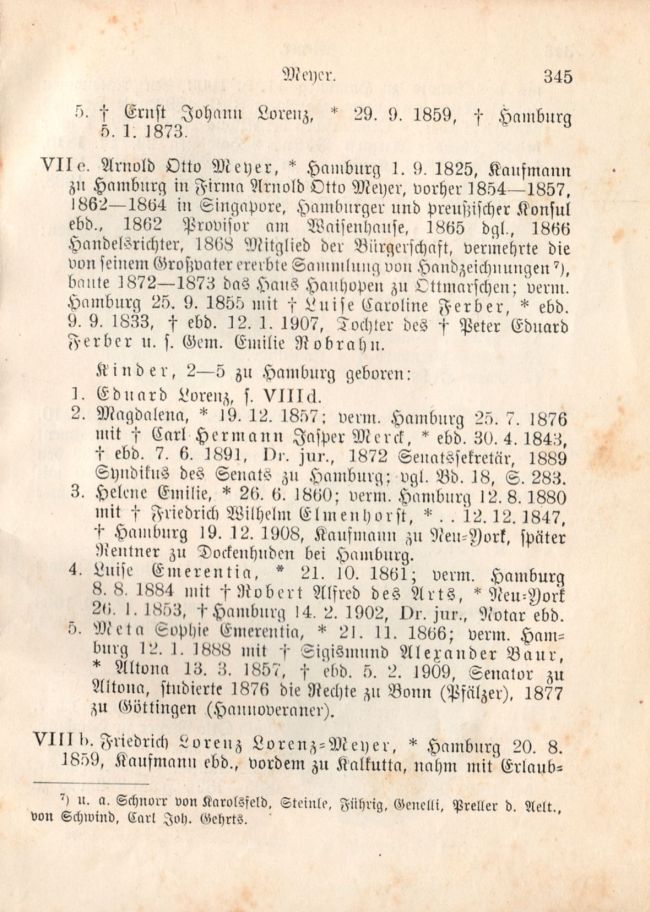 Meyer. 345
5. † Ernst Johann Lorenz, * 29. 9. 1859, † Hamburg
5. 1. 1873.
VII e. Arnold Otto Meyer, * Hamburg 1. 9. 1825, Kaufmann
zu Hamburg in Firma Arnold Otto Meyer, vorher 1854—1857,
1862—1864 in Singapore, Hamburger und preußischer Konsul
ebd., 1862 Provisor am Waisenhause, 1865 dgl., 1866
Handelsrichter, 1868 Mitglied der Bürgerschaft, vermehrte die
von seinem Großvater ererbte Sammlung von Handzeichnungen ⁷),
baute 1872—1873 das Haus Hauhopen zu Ottmarschen; verm.
Hamburg 25. 9. 1855 mit † Luise Caroline Ferber, * ebd.
9. 9. 1833, † ebd. 12. 1. 1907, Tochter des † Peter Eduard
Ferber u. s. Gem. Emilie Nobrahn.
Kinder, 2—5 zu Hamburg geboren:
1. Eduard Lorenz, s. VIII d.
2. Magdalena, * 19. 12. 1857; verm. Hamburg 25. 7. 1876
mit † Carl Hermann Jasper Merck, * ebd. 30. 4. 1843,
† ebd. 7. 6. 1891, Dr. jur., 1872 Senatssekretär, 1889
Syndikus des Senats zu Hamburg; vgl. Bd. 18, S. 283.
3. Helene Emilie, * 26. 6. 1860; verm. Hamburg 12. 8. 1880
mit † Friedrich Wilhelm Elmenhorst, * . . 12. 12. 1847,
† Hamburg 19. 12. 1908, Kaufmann zu Neu-York, später
Rentner zu Dockenhuden bei Hamburg.
4. Luise Emerentia, * 21. 10. 1861; verm. Hamburg
8. 8. 1884 mit † Robert Alfred des Arts, * Neu-York
26. 1. 1853, † Hamburg 14. 2. 1902, Dr. jur., Notar ebd.
5. Meta Sophie Emerentia, * 21. 11. 1866; verm. Ham-
burg 12. 1. 1888 mit † Sigismund Alexander Baur,
* Altona 13. 3. 1857, † ebd. 5. 2. 1909, Senator zu
Altona, studierte 1876 die Rechte zu Bonn (Pfälzer), 1877
zu Göttingen (Hannoveraner).
VIII b. Friedrich Lorenz Lorenz-Meyer, * Hamburg 20. 8.
1859, Kaufmann ebd., vordem zu Kalkutta, nahm mit Erlaub-
⁷) u. a. Schnorr von Karolsfeld, Steinle, Führig, Genelli, Preller d. Aelt.,
von Schwind, Carl Joh. Gehrts.